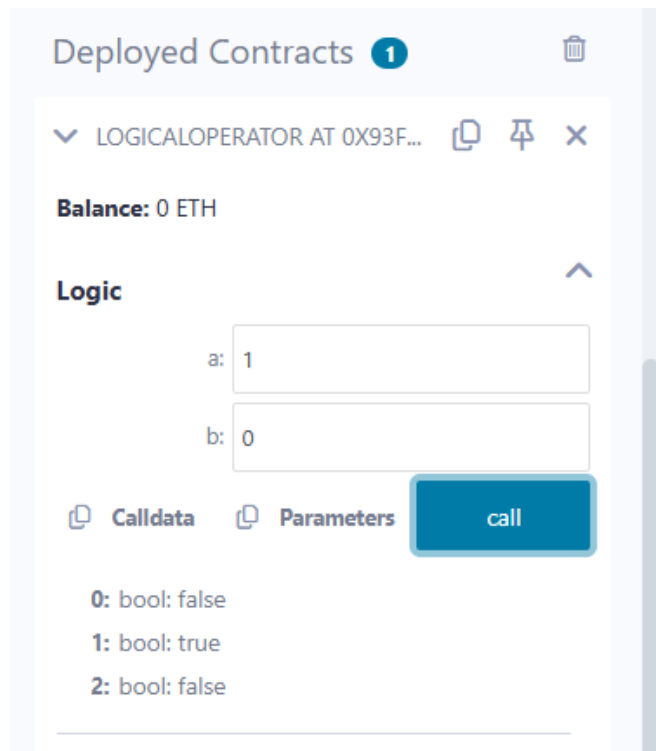 Deployed Contracts 1
LOGICALOPERATOR AT 0X93F...
Balance: 0 ETH
Logic
a: 1
b: 0
Calldata Parameters call
0: bool: false
1: bool: true
2: bool: false